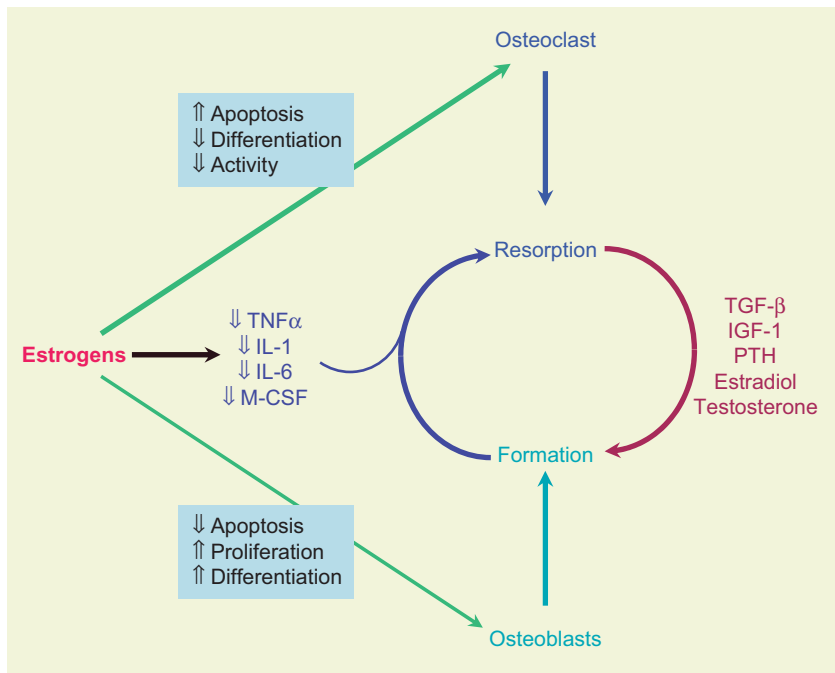 Osteoclast
⇑ Apoptosis
⇓ Differentiation
⇓ Activity
Resorption
TGF-β
IGF-1
PTH
Estradiol
Testosterone
Estrogens
⇓ TNFα
⇓ IL-1
⇓ IL-6
⇓ M-CSF
Formation
⇓ Apoptosis
⇑ Proliferation
⇑ Differentiation
Osteoblasts